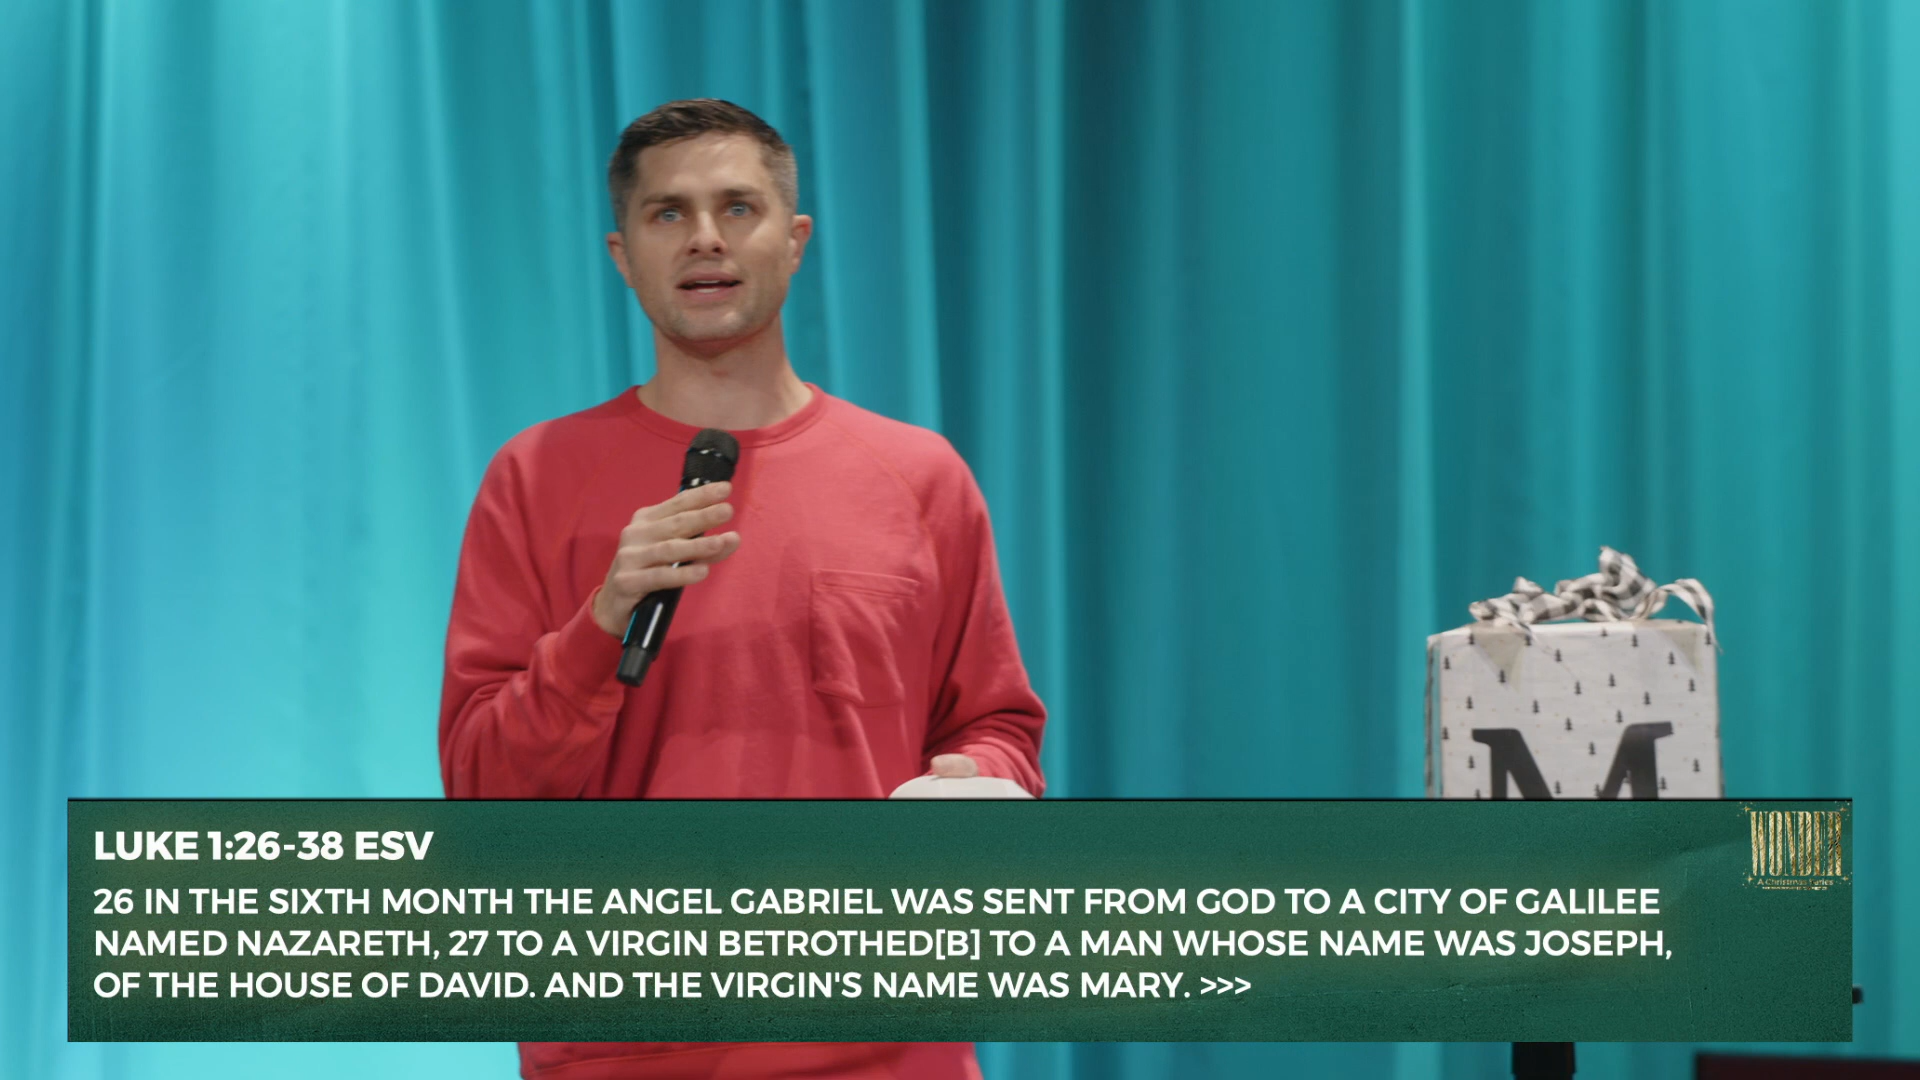 M
LUKE 1:26-38 ESV
WONDER
A Christmas Series
26 IN THE SIXTH MONTH THE ANGEL GABRIEL WAS SENT FROM GOD TO A CITY OF GALILEE
NAMED NAZARETH, 27 TO A VIRGIN BETROTHED[B] TO A MAN WHOSE NAME WAS JOSEPH,
OF THE HOUSE OF DAVID. AND THE VIRGIN'S NAME WAS MARY. >>>